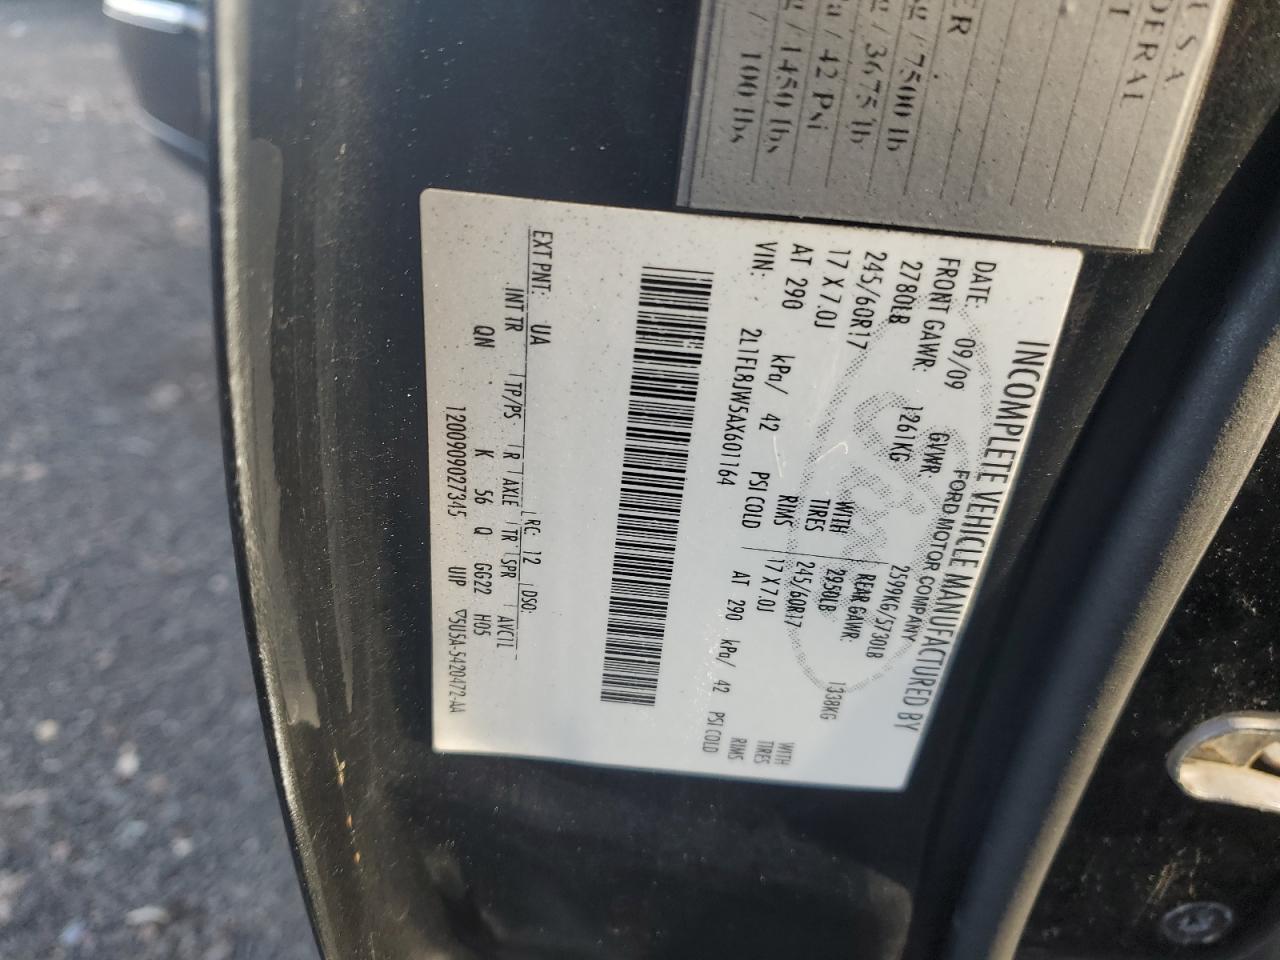 U S A
DERAL
T
ER
/ 7500 lb
/ 3675 lb
/ 42 Psi
/ 1450 lbs
/ 100 lbs
INCOMPLETE VEHICLE MANUFACTURED BY
FORD MOTOR COMPANY
DATE: 09/09 GVWR: 2599KG/5730LB
FRONT GAWR: 1261KG REAR GAWR: 1338KG
2780LB WITH 2950LB WITH
245/60R17 TIRES 245/60R17 TIRES
17 X 7.0J RIMS 17 X 7.0J RIMS
AT 290 kPa/ 42 PSI COLD AT 290 kPa/ 42 PSI COLD
VIN: 2L1FL8JW5AX601164
EXT PNT: UA RC: 12 DSO:
INT TR TP/PS R AXLE TR SPR AVCTL
QN K 56 Q GG22 H05
1200909027345 UIP ▽5U5A-5420472-AA